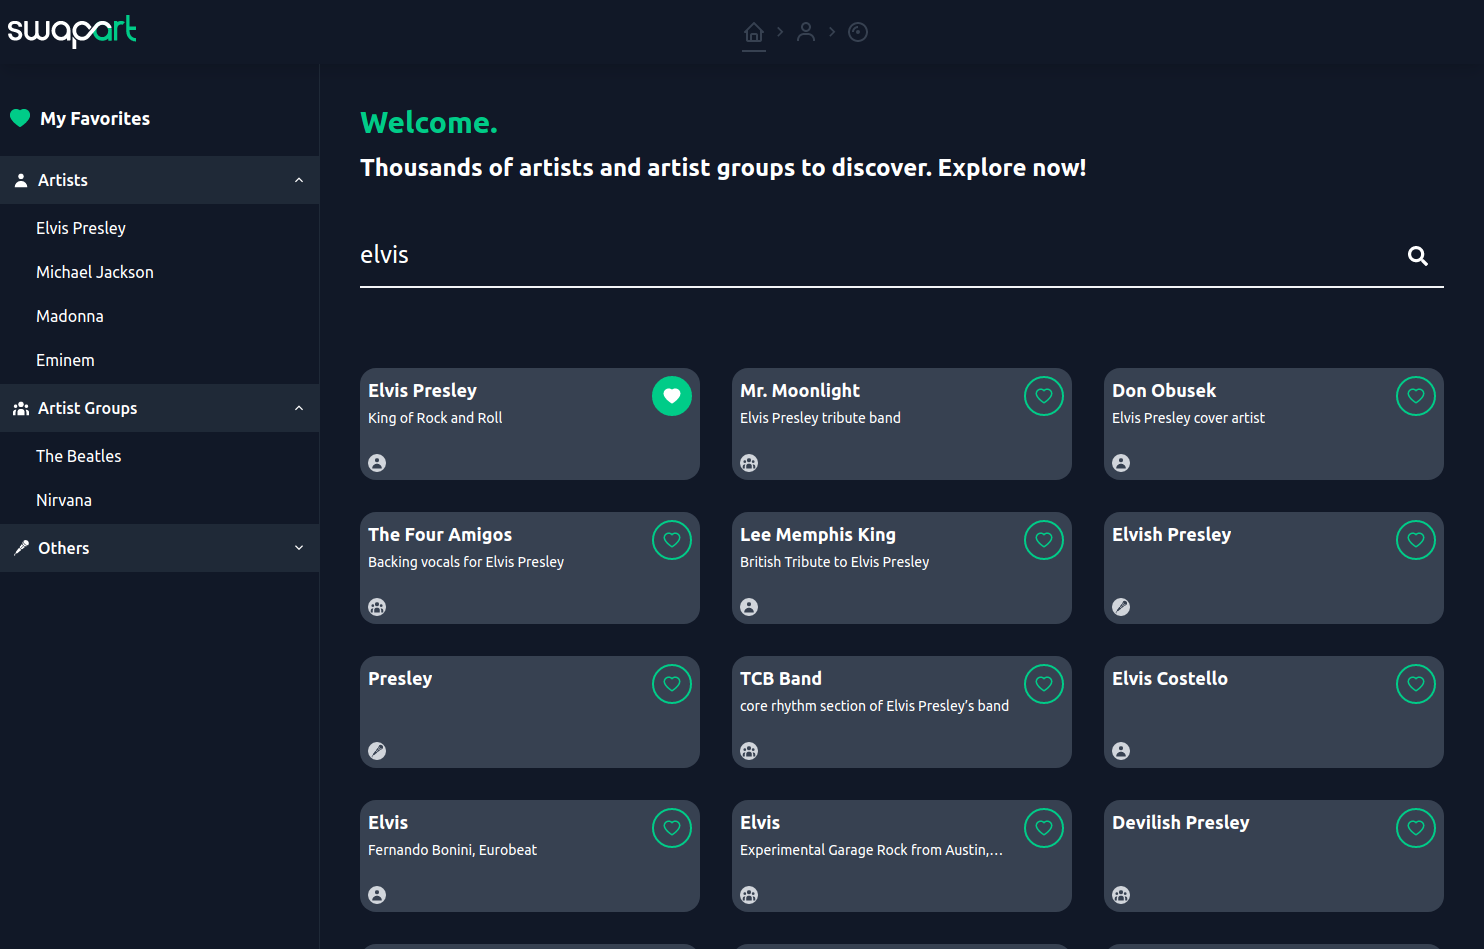 swapart
My Favorites
Artists
Elvis Presley
Michael Jackson
Madonna
Eminem
Artist Groups
The Beatles
Nirvana
Others
Welcome.
Thousands of artists and artist groups to discover. Explore now!
elvis
Elvis Presley
King of Rock and Roll
Mr. Moonlight
Elvis Presley tribute band
Don Obusek
Elvis Presley cover artist
The Four Amigos
Backing vocals for Elvis Presley
Lee Memphis King
British Tribute to Elvis Presley
Elvish Presley
Presley
TCB Band
core rhythm section of Elvis Presley’s band
Elvis Costello
Elvis
Fernando Bonini, Eurobeat
Elvis
Experimental Garage Rock from Austin,…
Devilish Presley